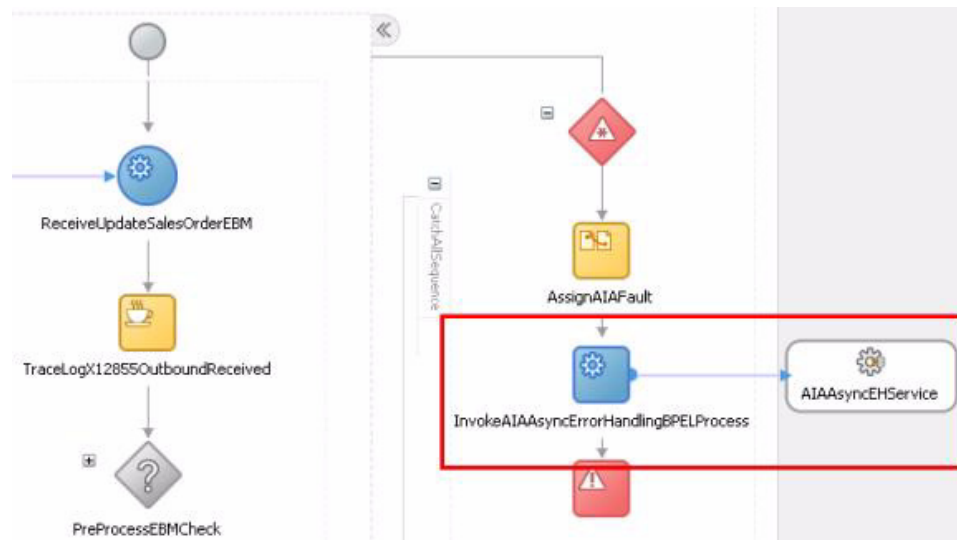 ReceiveUpdateSalesOrderEBM
TraceLogX12855OutboundReceived
PreProcessEBMCheck
CatchAllSequence
AssignAIAFault
InvokeAIAAsyncErrorHandlingBPELProcess
AIAAsyncEHService